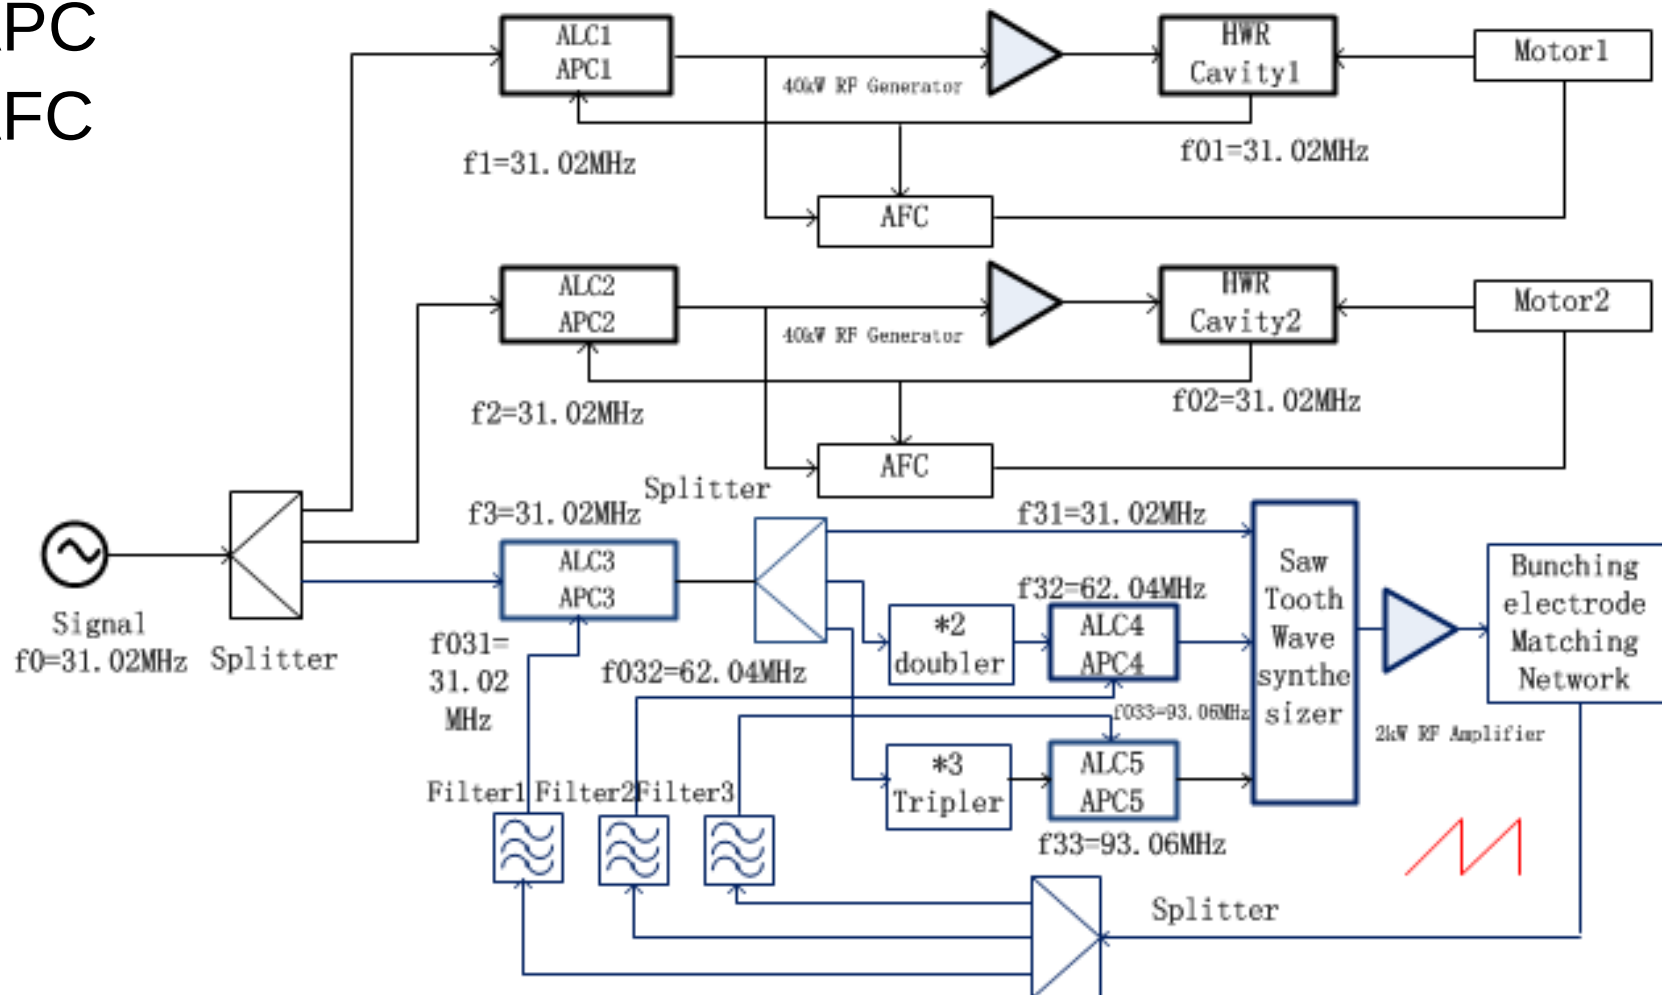 PC
FC
ALC1
APC1
40kW RF Generator
HWR
Cavity1
Motor1
f1=31.02MHz
f01=31.02MHz
AFC
ALC2
APC2
40kW RF Generator
HWR
Cavity2
Motor2
f2=31.02MHz
f02=31.02MHz
AFC
Splitter
f3=31.02MHz
f31=31.02MHz
ALC3
APC3
Signal
f0=31.02MHz
Splitter
f031=
31.02
MHz
f032=62.04MHz
*2
doubler
f32=62.04MHz
ALC4
APC4
f033=93.06MHz
*3
Tripler
ALC5
APC5
f33=93.06MHz
Saw
Tooth
Wave
synthe
sizer
2kW RF Amplifier
Bunching
electrode
Matching
Network
Filter1
Filter2
Filter3
Splitter